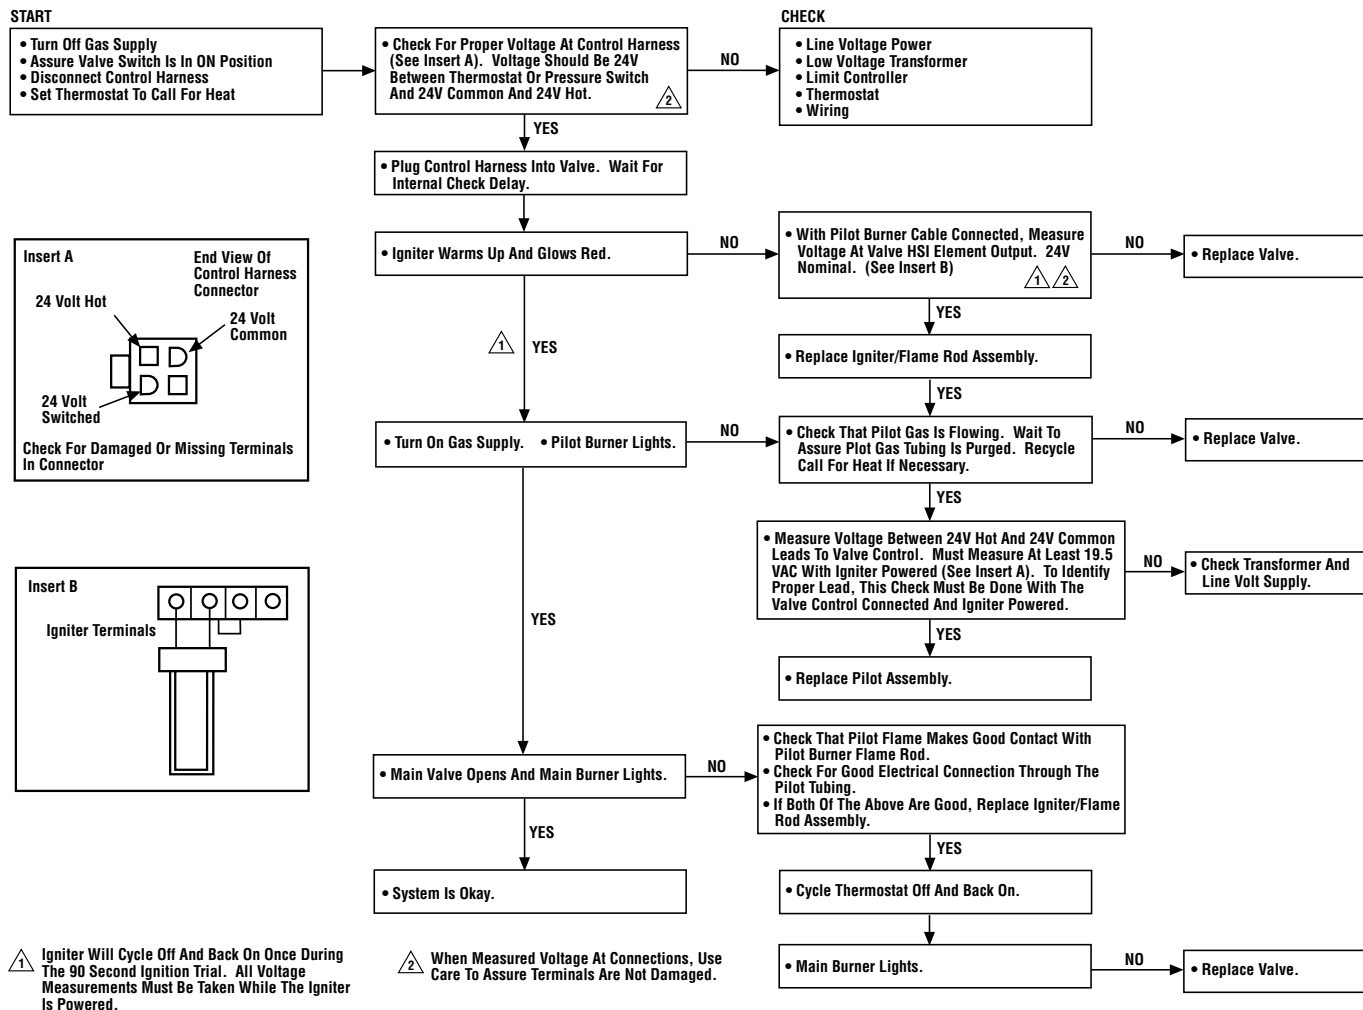 START
• Turn Off Gas Supply
• Assure Valve Switch Is In ON Position
• Disconnect Control Harness
• Set Thermostat To Call For Heat
• Check For Proper Voltage At Control Harness
(See Insert A). Voltage Should Be 24V
Between Thermostat Or Pressure Switch
And 24V Common And 24V Hot.
2
NO
CHECK
• Line Voltage Power
• Low Voltage Transformer
• Limit Controller
• Thermostat
• Wiring
YES
• Plug Control Harness Into Valve. Wait For
Internal Check Delay.
• Igniter Warms Up And Glows Red.
NO
• With Pilot Burner Cable Connected, Measure
Voltage At Valve HSI Element Output. 24V
Nominal. (See Insert B)
1 2
NO
• Replace Valve.
YES
• Replace Igniter/Flame Rod Assembly.
YES
1
YES
• Turn On Gas Supply. • Pilot Burner Lights.
NO
• Check That Pilot Gas Is Flowing. Wait To
Assure Plot Gas Tubing Is Purged. Recycle
Call For Heat If Necessary.
NO
• Replace Valve.
YES
• Measure Voltage Between 24V Hot And 24V Common
Leads To Valve Control. Must Measure At Least 19.5
VAC With Igniter Powered (See Insert A). To Identify
Proper Lead, This Check Must Be Done With The
Valve Control Connected And Igniter Powered.
NO
• Check Transformer And
Line Volt Supply.
YES
• Replace Pilot Assembly.
YES
• Main Valve Opens And Main Burner Lights.
NO
• Check That Pilot Flame Makes Good Contact With
Pilot Burner Flame Rod.
• Check For Good Electrical Connection Through The
Pilot Tubing.
• If Both Of The Above Are Good, Replace Igniter/Flame
Rod Assembly.
YES
• System Is Okay.
YES
• Cycle Thermostat Off And Back On.
• Main Burner Lights.
NO
• Replace Valve.
Insert A
End View Of
Control Harness
Connector
24 Volt Hot
24 Volt
Common
24 Volt
Switched
Check For Damaged Or Missing Terminals
In Connector
Insert B
Igniter Terminals
1 Igniter Will Cycle Off And Back On Once During
The 90 Second Ignition Trial. All Voltage
Measurements Must Be Taken While The Igniter
Is Powered.
2 When Measured Voltage At Connections, Use
Care To Assure Terminals Are Not Damaged.